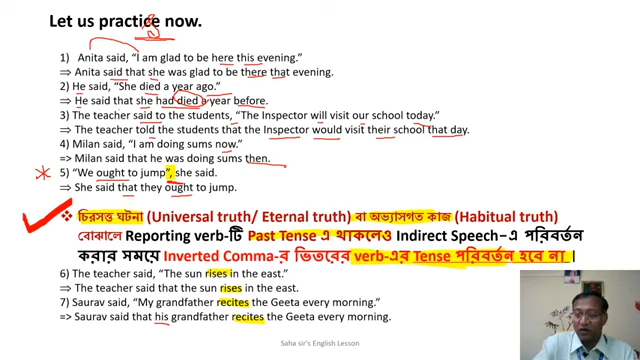 Let us practice now.
s
1) Anita said, “I am glad to be here this evening.”
⇒ Anita said that she was glad to be there that evening.
2) He said, “She died a year ago.”
⇒ He said that she had died a year before.
3) The teacher said to the students, “The Inspector will visit our school today.”
⇒ The teacher told the students that the Inspector would visit their school that day.
4) Milan said, “I am doing sums now.”
=> Milan said that he was doing sums then.
5) “We ought to jump”, she said.
⇒ She said that they ought to jump.
❖ চিরসত্ত ঘটনা (Universal truth/ Eternal truth) বা অভ্যাসগত কাজ (Habitual truth)
বোঝালে Reporting verb-টি Past Tense এ থাকলেও Indirect Speech-এ পরিবর্তন
করার সময়ে Inverted Comma-র ভিতরের verb-এর Tense পরিবর্তন হবে না ।
6) The teacher said, “The sun rises in the east.”
⇒ The teacher said that the sun rises in the east.
7) Saurav said, “My grandfather recites the Geeta every morning.”
=> Saurav said that his grandfather recites the Geeta every morning.
Saha sir's English Lesson